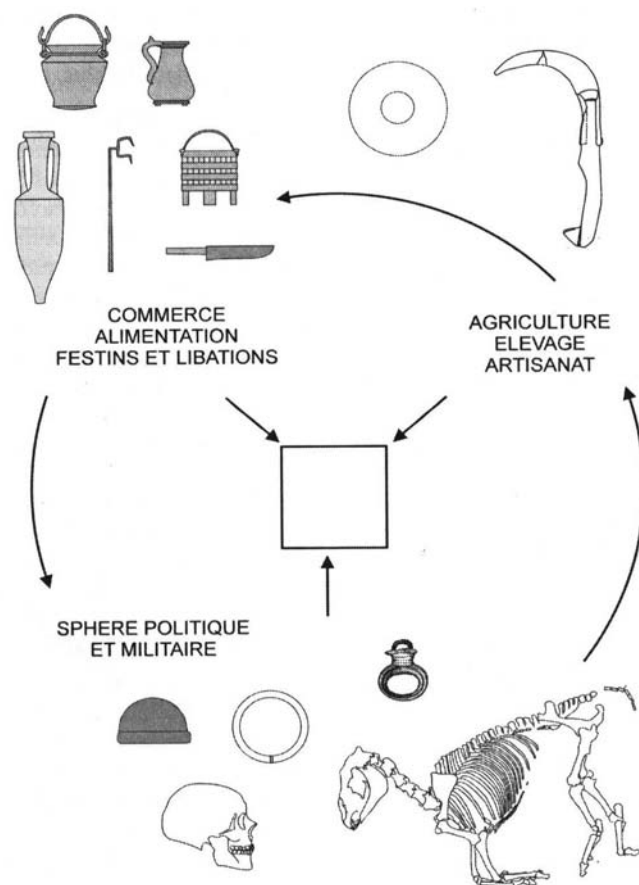 COMMERCE
ALIMENTATION
FESTINS ET LIBATIONS
AGRICULTURE
ELEVAGE
ARTISANAT
SPHERE POLITIQUE
ET MILITAIRE